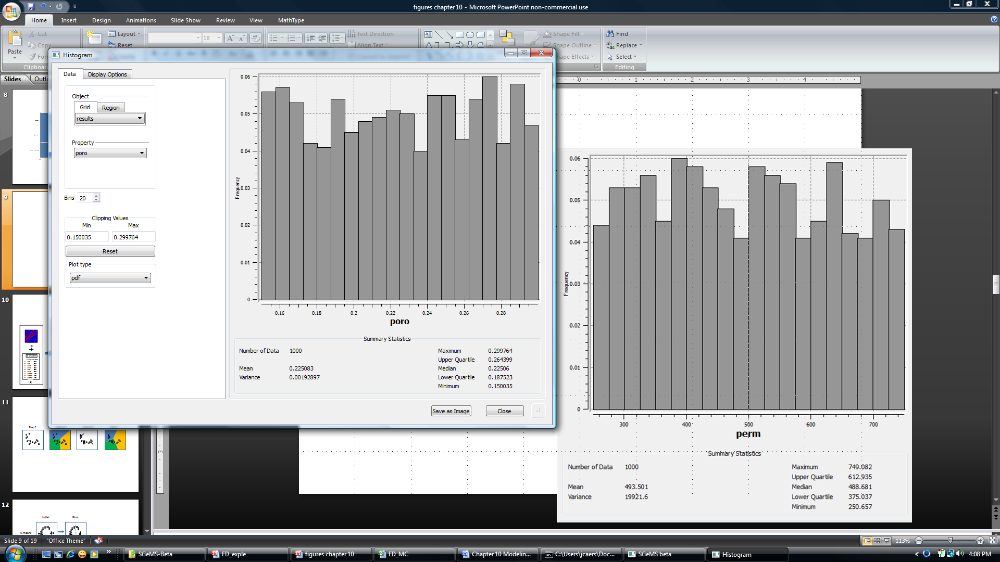 figures chapter 10 - Microsoft PowerPoint non-commercial use
Home Insert Design Animations Slide Show Review View MathType
Cut
Copy
Paste
Layout
Reset
18
Text Direction
Align Text
Shape Fill
Shape Outline
Shape Effects
Find
Replace
Select
Editing
Slides
8
9
10
11
12
Step 1
Initial Final
k-means
Histogram
Data Display Options
Object
Grid Region
results
Property
poro
Bins 20
Clipping Values
Min Max
0.150035 0.299764
Reset
Plot type
pdf
0.06
0.05
0.04
0.03
0.02
0.01
0
Frequency
0.16 0.18 0.2 0.22 0.24 0.26 0.28
poro
Summary Statistics
Number of Data 1000
Mean 0.225083
Variance 0.00192897
Maximum 0.299764
Upper Quartile 0.264399
Median 0.22506
Lower Quartile 0.187523
Minimum 0.150035
Save as Image Close
0 1 2 3 4
3
0.06
0.05
0.04
0.03
0.02
0.01
0
Frequency
300 400 500 600 700
perm
Summary Statistics
Number of Data 1000
Mean 493.501
Variance 19921.6
Maximum 749.082
Upper Quartile 612.935
Median 488.681
Lower Quartile 375.037
Minimum 250.657
Slide 9 of 19 "Office Theme" 113%
SGeMS-Beta ED_exple figures chapter 10 ED_MC Chapter 10 Modelin... C:\Users\jcaers\Doc... SGeMS beta Histogram 4:08 PM